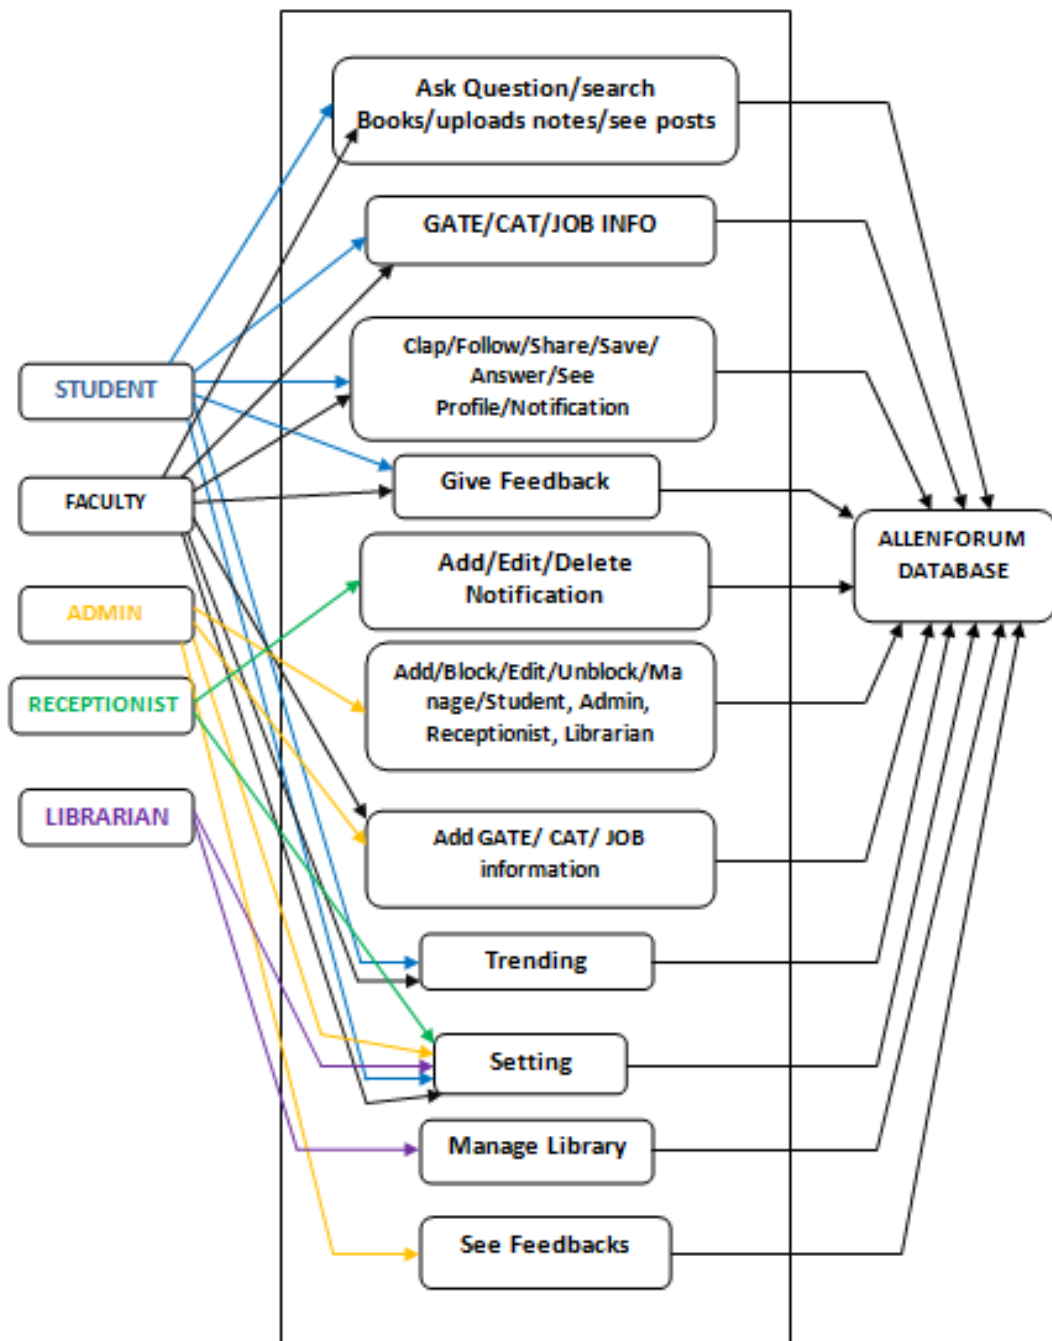 Ask Question/search
Books/uploads notes/see posts
GATE/CAT/JOB INFO
Clap/Follow/Share/Save/
Answer/See
Profile/Notification
STUDENT
Give Feedback
FACULTY
ALLENFORUM
DATABASE
Add/Edit/Delete
Notification
ADMIN
Add/Block/Edit/Unblock/Ma
nage/Student, Admin,
Receptionist, Librarian
RECEPTIONIST
LIBRARIAN
Add GATE/ CAT/ JOB
information
Trending
Setting
Manage Library
See Feedbacks